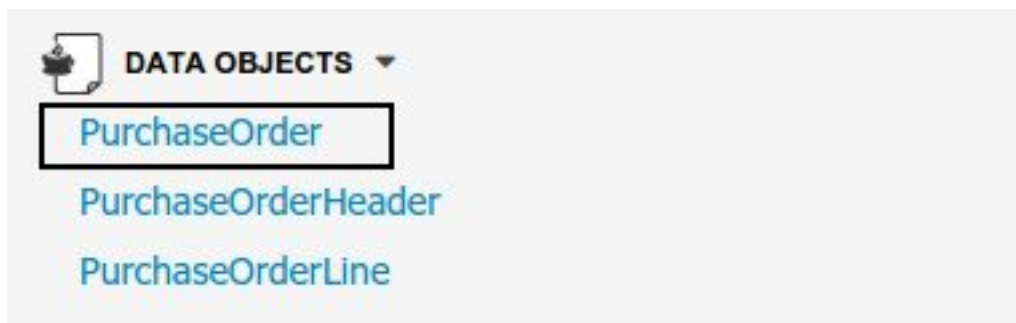 DATA OBJECTS
PurchaseOrder
PurchaseOrderHeader
PurchaseOrderLine